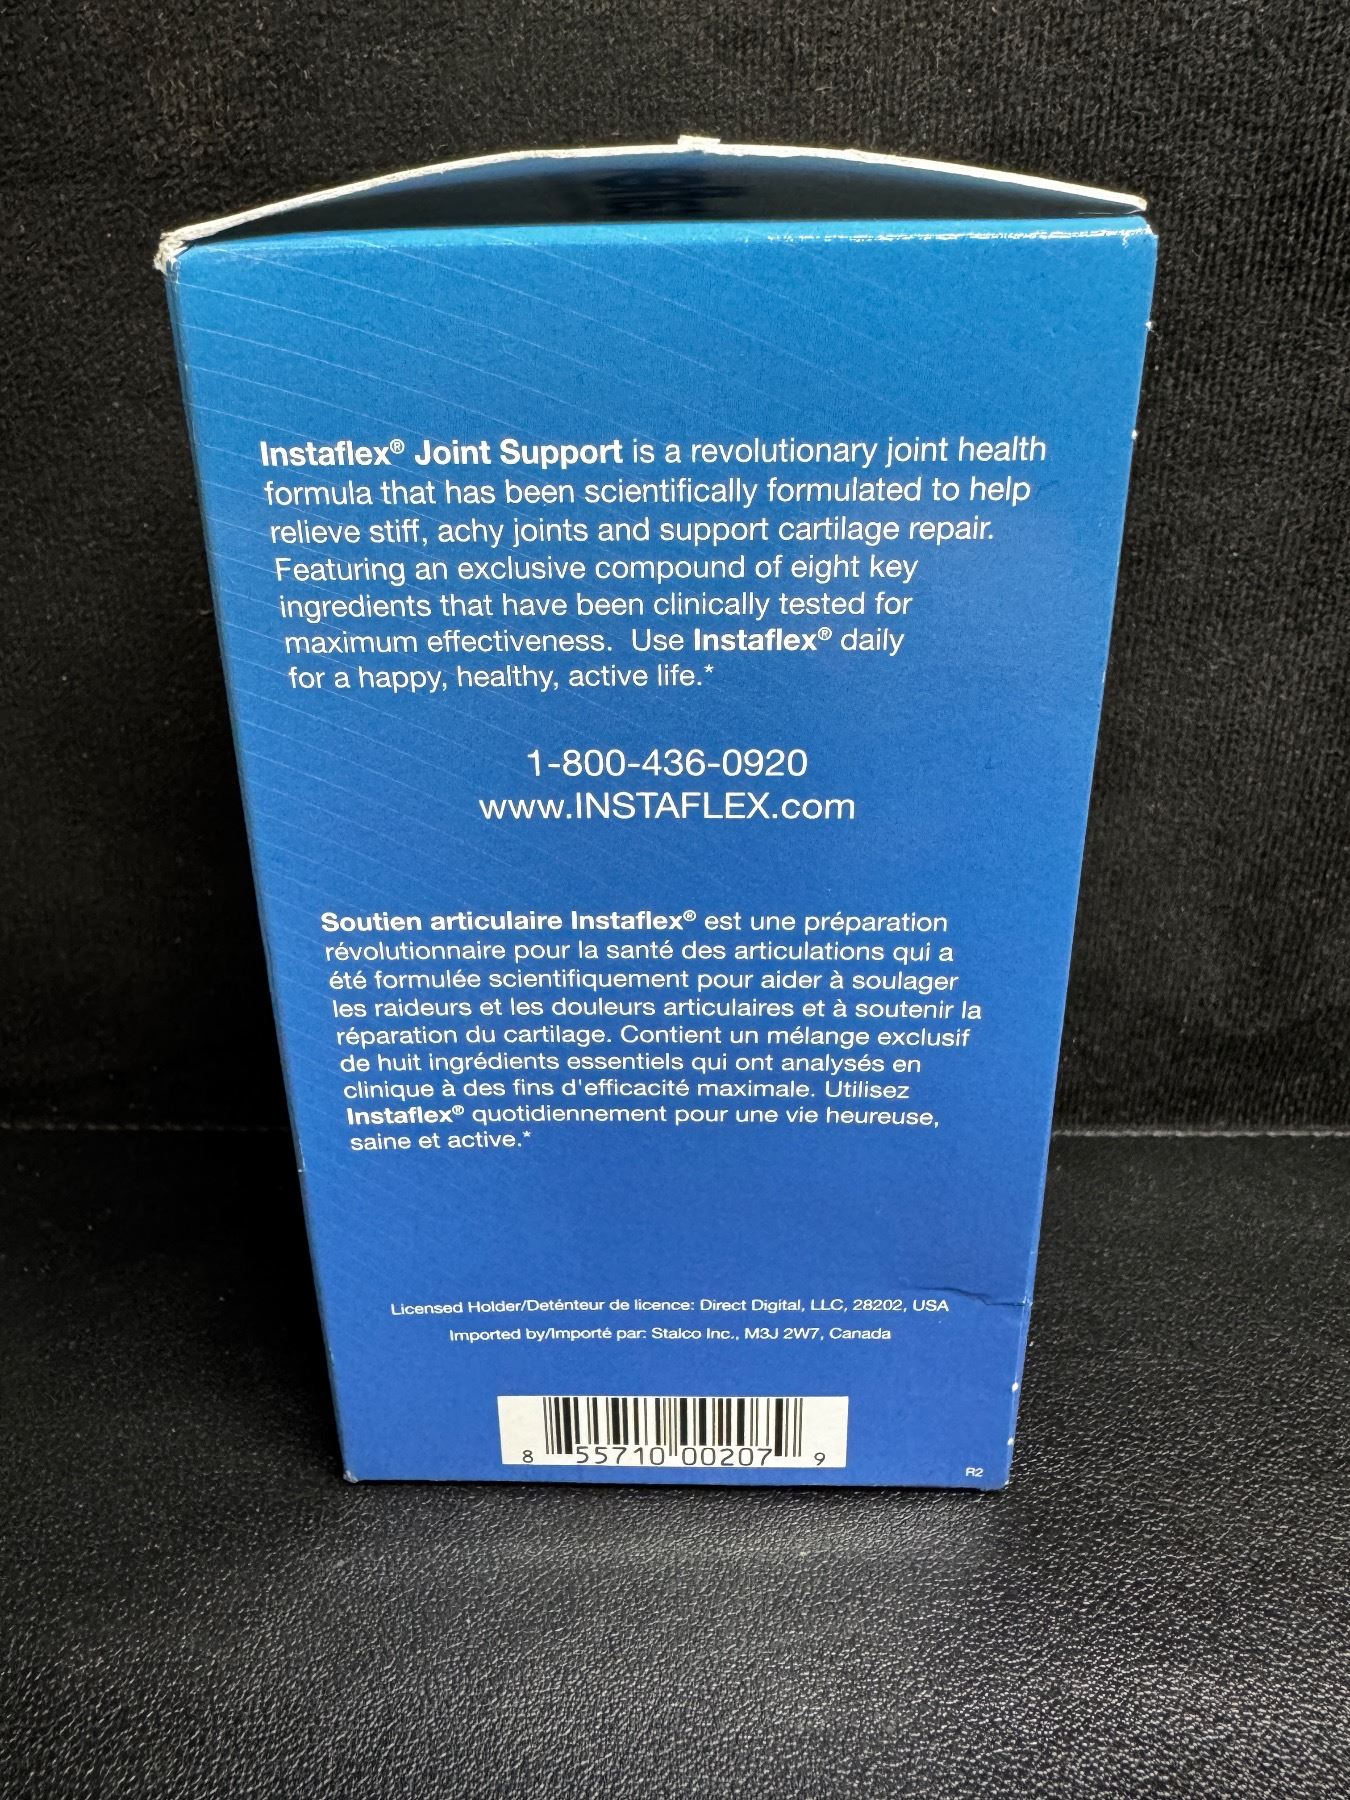 Instaflex® Joint Support is a revolutionary joint health
formula that has been scientifically formulated to help
relieve stiff, achy joints and support cartilage repair.
Featuring an exclusive compound of eight key
ingredients that have been clinically tested for
maximum effectiveness. Use Instaflex® daily
for a happy, healthy, active life.*
1-800-436-0920
www.INSTAFLEX.com
Soutien articulaire Instaflex® est une préparation
révolutionnaire pour la santé des articulations qui a
été formulée scientifiquement pour aider à soulager
les raideurs et les douleurs articulaires et à soutenir la
réparation du cartilage. Contient un mélange exclusif
de huit ingrédients essentiels qui ont analysés en
clinique à des fins d'efficacité maximale. Utilisez
Instaflex® quotidiennement pour une vie heureuse,
saine et active.*
Licensed Holder/Deténteur de licence: Direct Digital, LLC, 28202, USA
Imported by/Importé par: Stalco Inc., M3J 2W7, Canada
8 55710 00207 9
R2